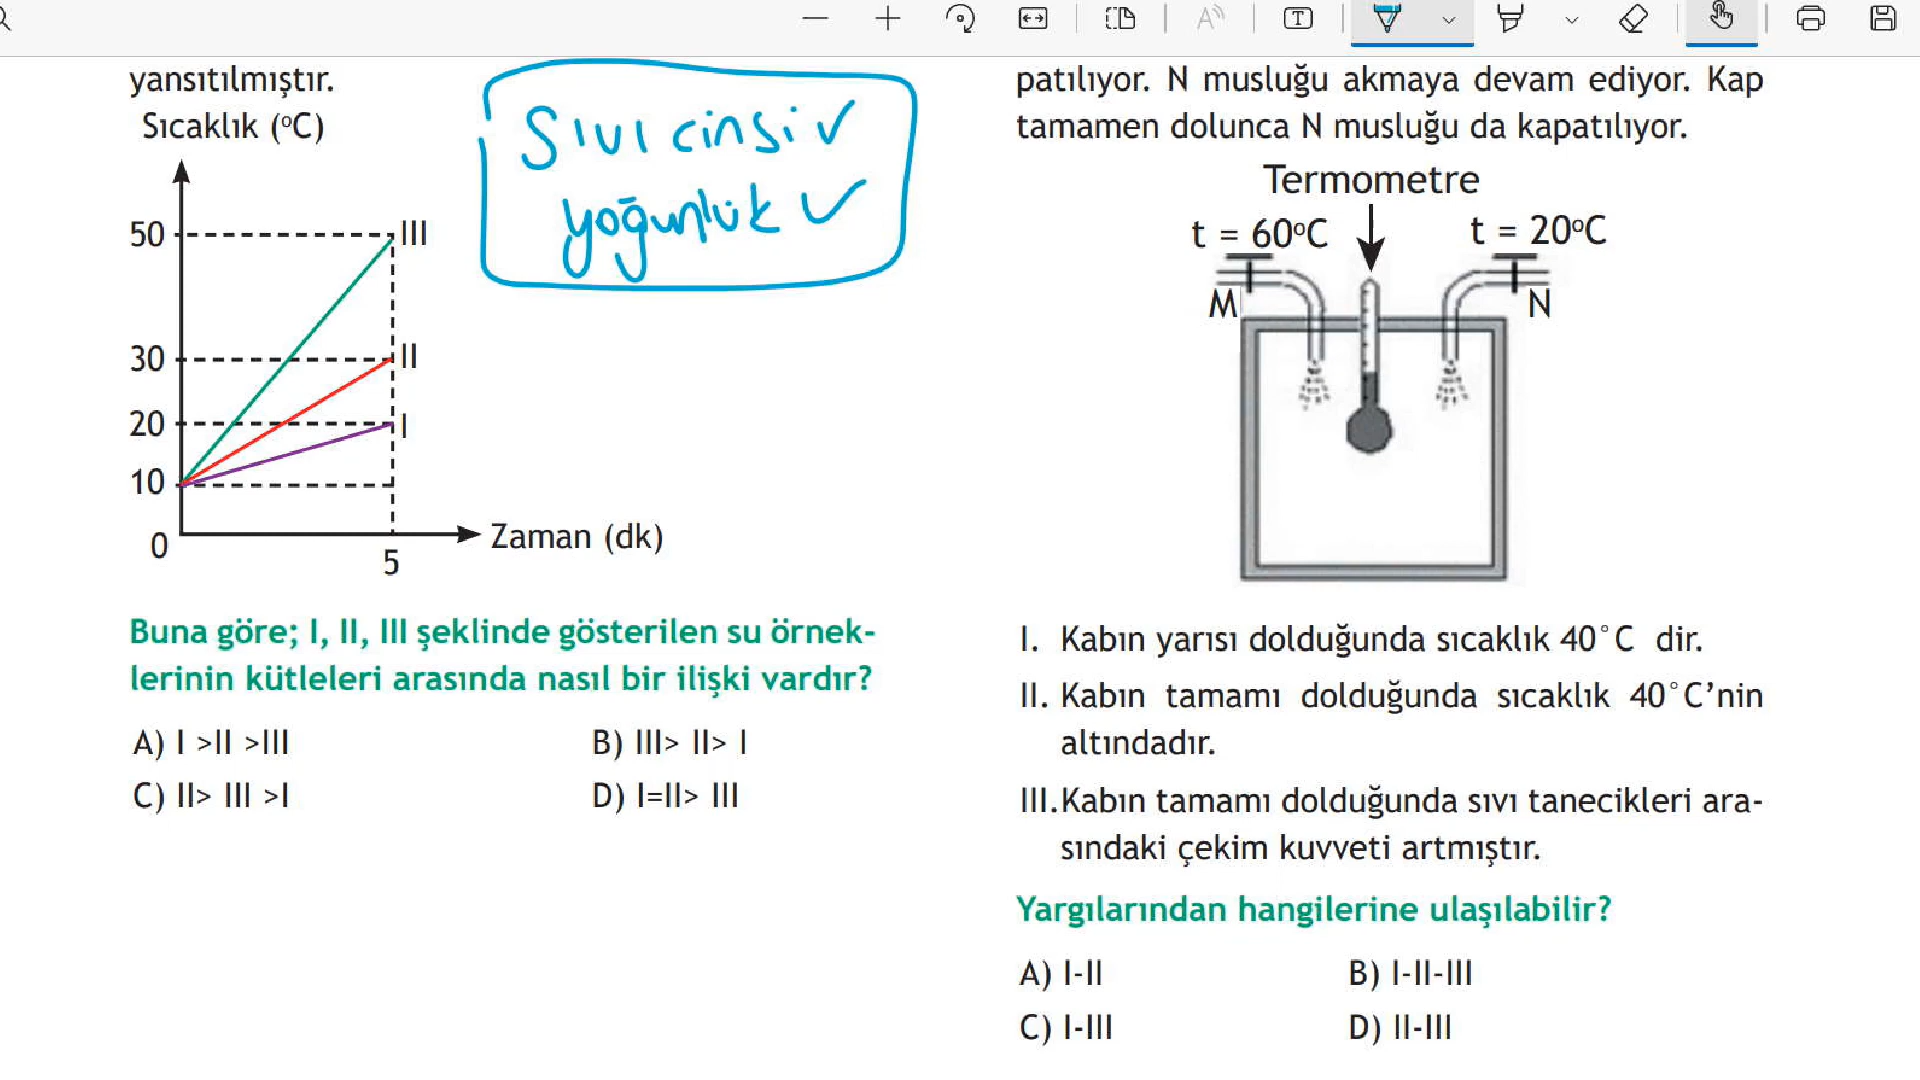 yansıtılmıştır.
Sıcaklık (ºC)
50
III
30
II
20
I
10
0
5
Zaman (dk)
Sıvı cinsi ✓
yoğunluk ✓
Buna göre; I, II, III şeklinde gösterilen su örnek-
lerinin kütleleri arasında nasıl bir ilişki vardır?
A) I >II >III
B) III> II> I
C) II> III >I
D) I=II> III
patılıyor. N musluğu akmaya devam ediyor. Kap
tamamen dolunca N musluğu da kapatılıyor.
Termometre
t = 60ºC
t = 20ºC
M
N
I. Kabın yarısı dolduğunda sıcaklık 40°C dir.
II. Kabın tamamı dolduğunda sıcaklık 40°C’nin
altındadır.
III.Kabın tamamı dolduğunda sıvı tanecikleri ara-
sındaki çekim kuvveti artmıştır.
Yargılarından hangilerine ulaşılabilir?
A) I-II
B) I-II-III
C) I-III
D) II-III